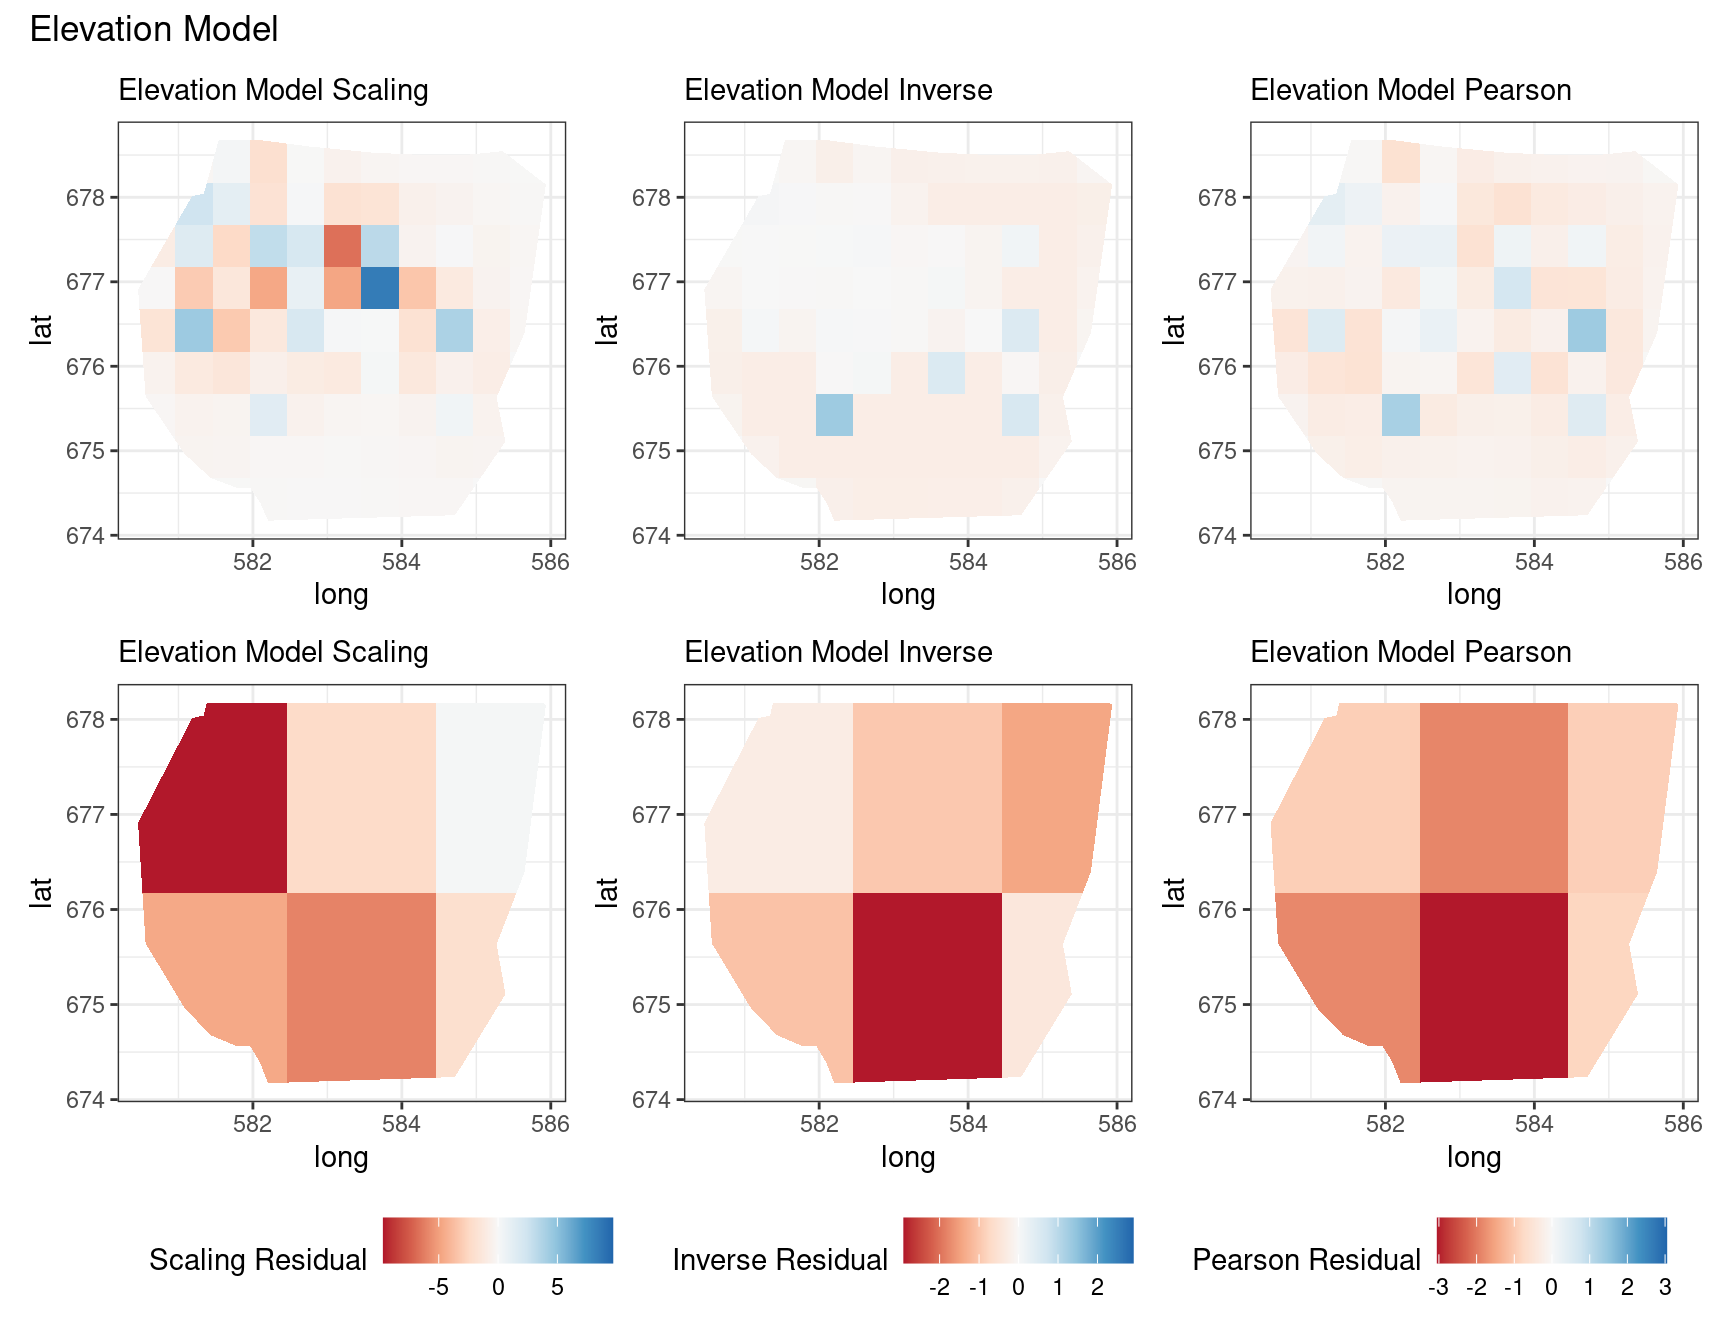 Elevation Model
Elevation Model Scaling
Elevation Model Inverse
Elevation Model Pearson
678
677
676
675
674
lat
582
584
586
long
678
677
676
675
674
lat
582
584
586
long
678
677
676
675
674
lat
582
584
586
long
Elevation Model Scaling
Elevation Model Inverse
Elevation Model Pearson
678
677
676
675
674
lat
582
584
586
long
678
677
676
675
674
lat
582
584
586
long
678
677
676
675
674
lat
582
584
586
long
Scaling Residual
-5
0
5
Inverse Residual
-2
-1
0
1
2
Pearson Residual
-3
-2
-1
0
1
2
3